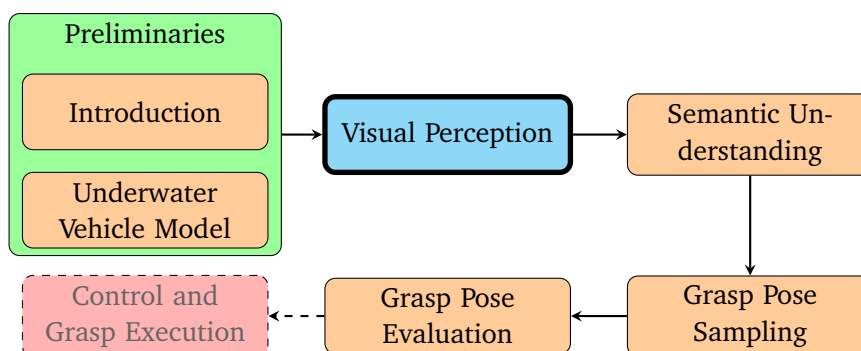 Preliminaries
Introduction
Underwater
Vehicle Model
Visual Perception
Semantic Un-
derstanding
Grasp Pose
Sampling
Grasp Pose
Evaluation
Control and
Grasp Execution